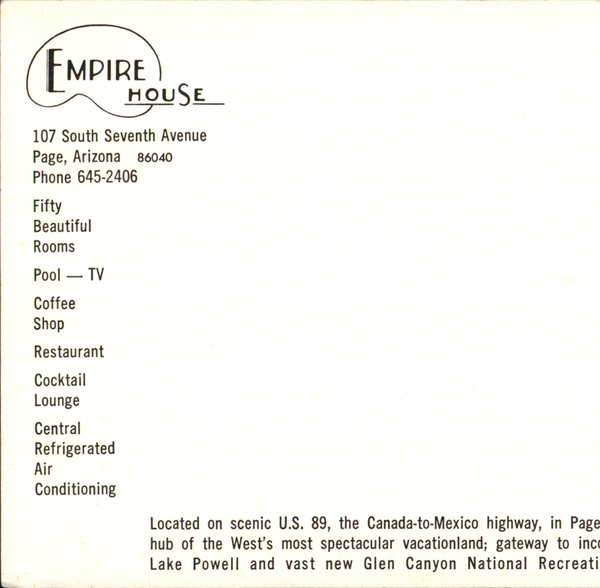 EMPIRE
HOUSE
107 South Seventh Avenue
Page, Arizona 86040
Phone 645-2406
Fifty
Beautiful
Rooms
Pool — TV
Coffee
Shop
Restaurant
Cocktail
Lounge
Central
Refrigerated
Air
Conditioning
Located on scenic U.S. 89, the Canada-to-Mexico highway, in Page
hub of the West's most spectacular vacationland; gateway to inco
Lake Powell and vast new Glen Canyon National Recreati